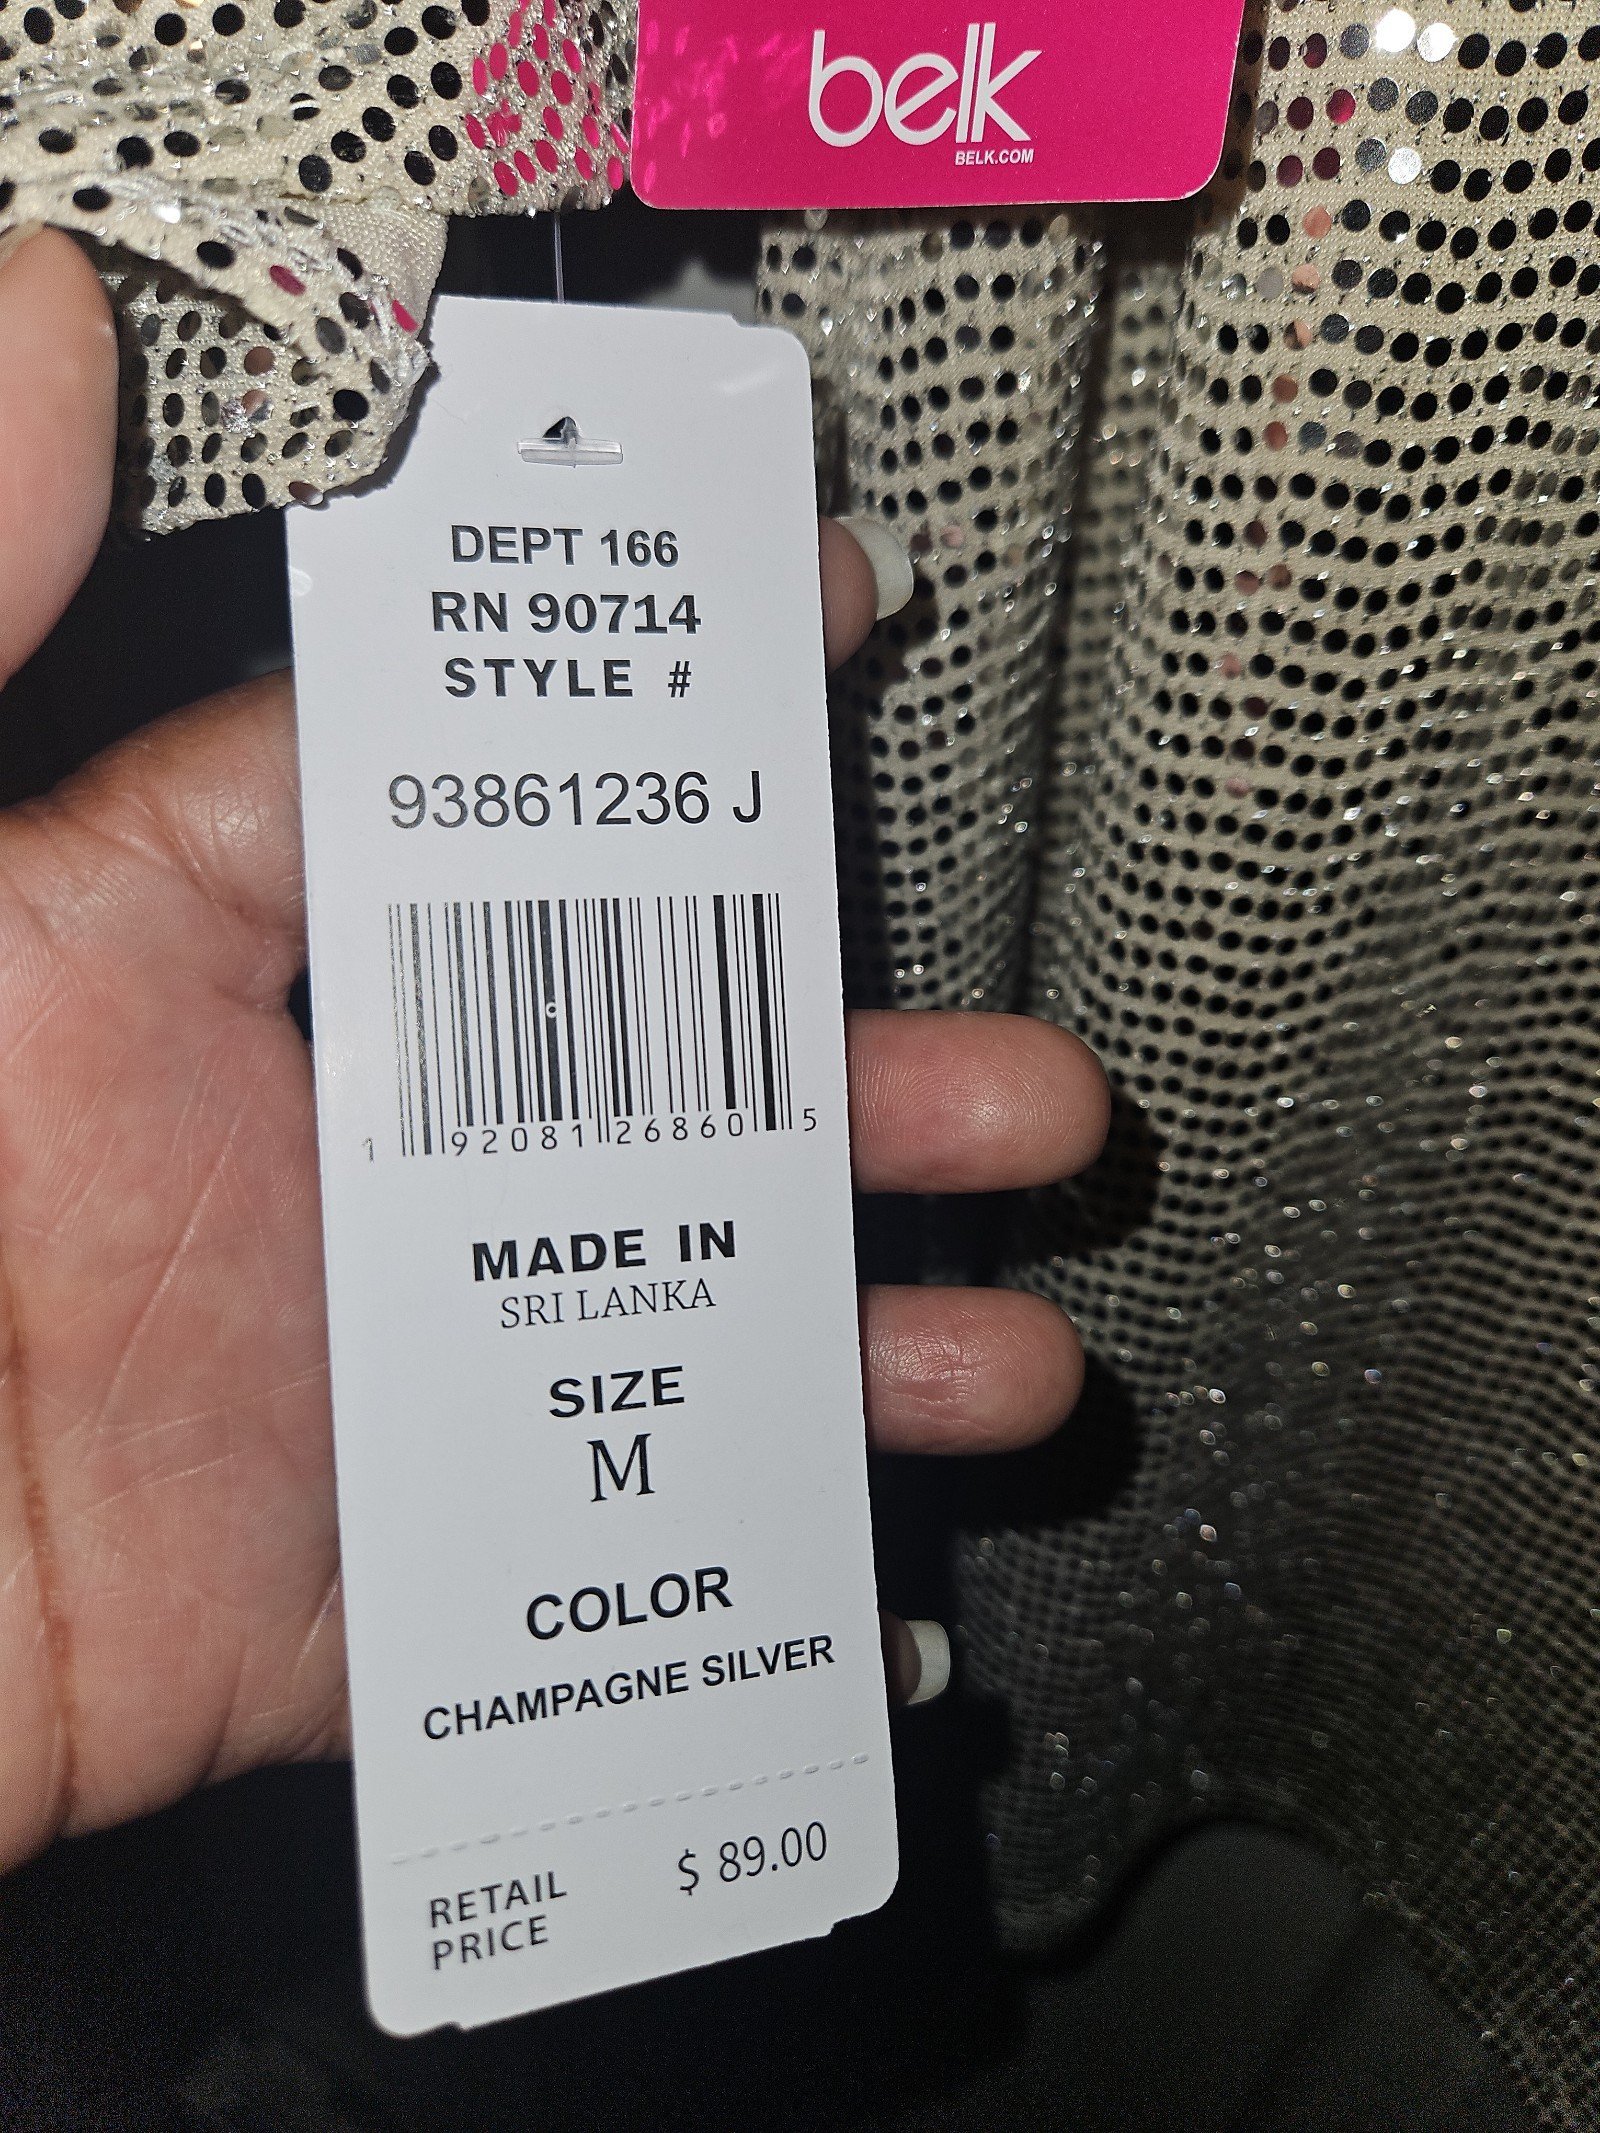 belk
BELK.COM
DEPT 166
RN 90714
STYLE #
93861236 J
1 92081 26860 5
MADE IN
SRI LANKA
SIZE
M
COLOR
CHAMPAGNE SILVER
RETAIL PRICE $ 89.00